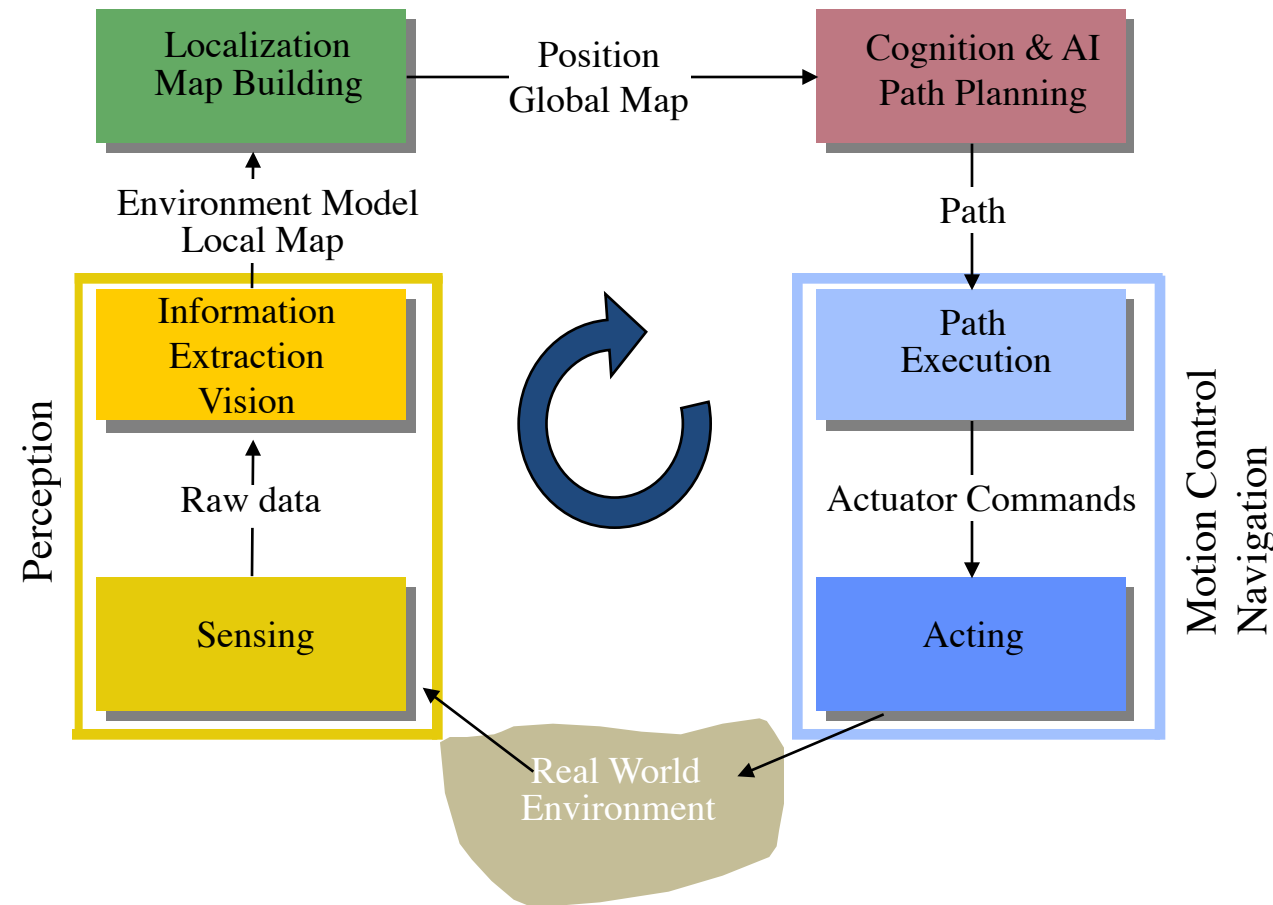 Localization
Map Building
Position
Global Map
Cognition & AI
Path Planning
Environment Model
Local Map
Path
Information
Extraction
Vision
Path
Execution
Perception
Raw data
Actuator Commands
Motion Control
Navigation
Sensing
Acting
Real World
Environment